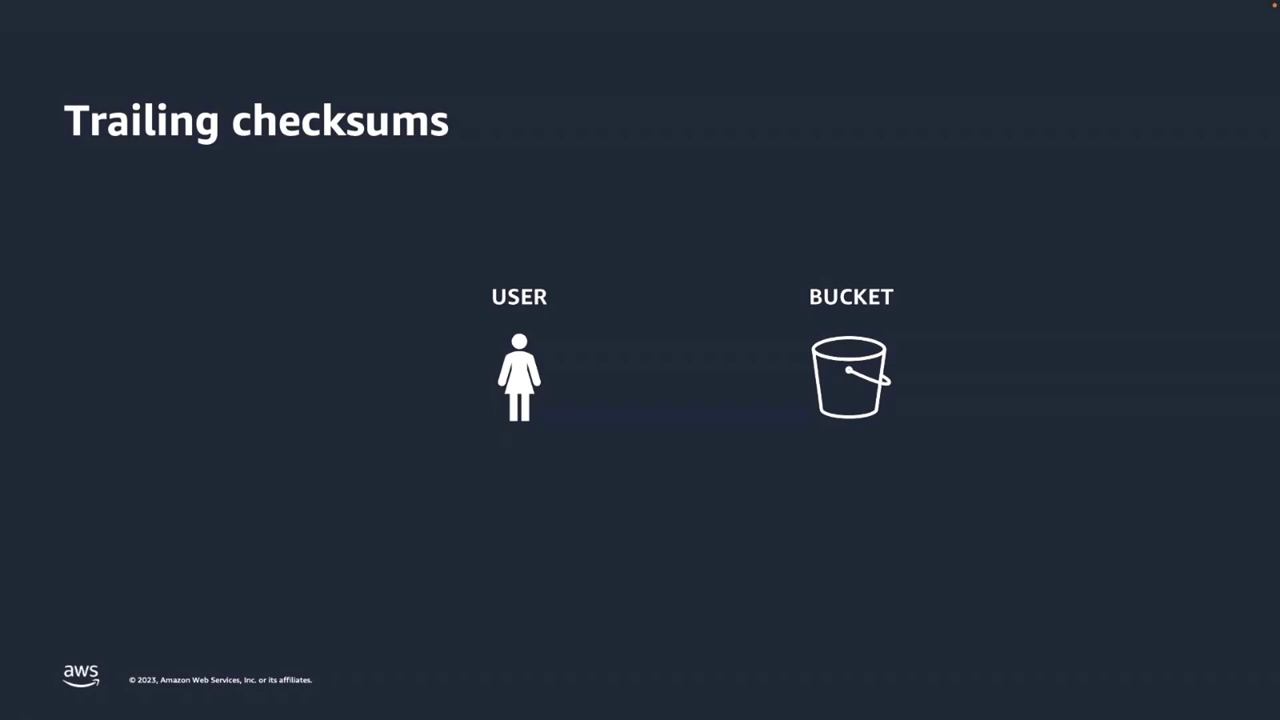 Trailing checksums
USER
BUCKET
aws
© 2023, Amazon Web Services, Inc. or its affiliates.